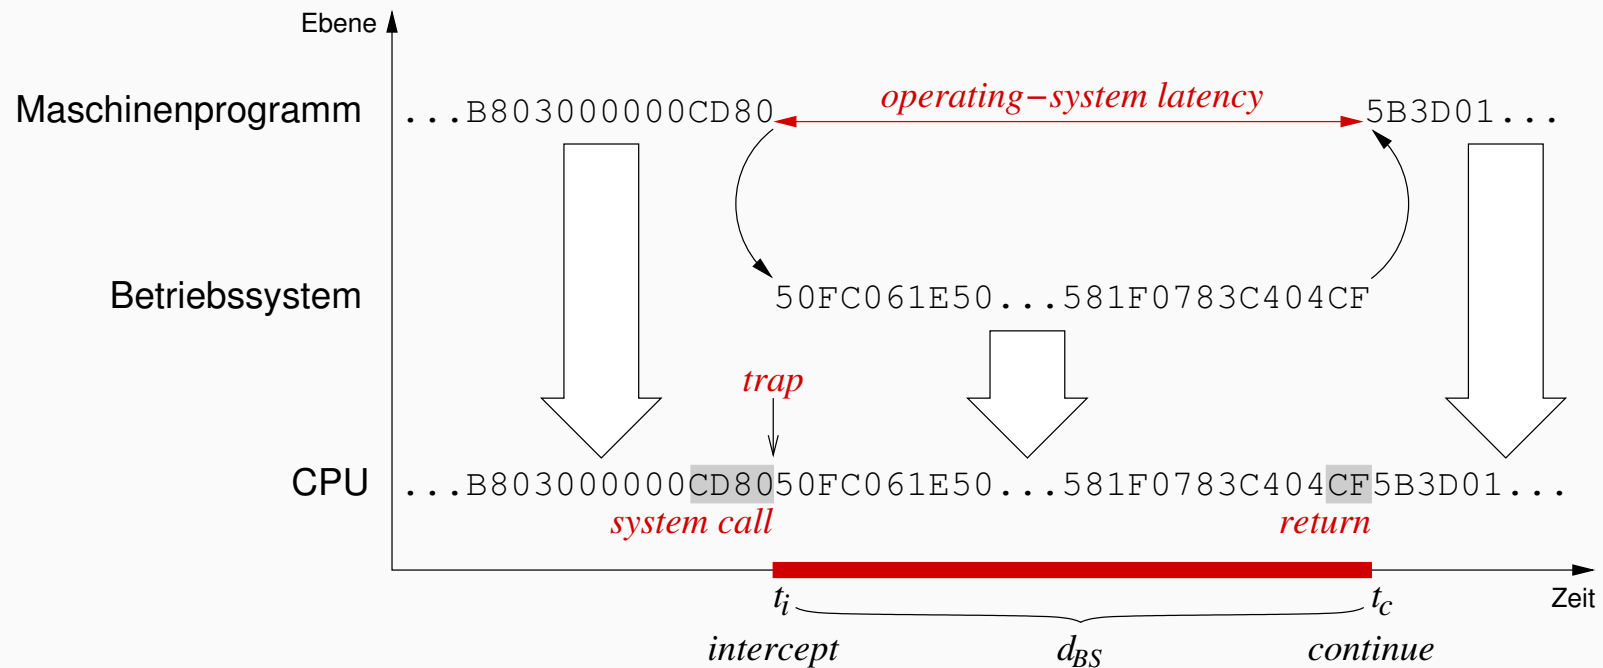 Ebene
Maschinenprogramm ...B803000000CD80 operating-system latency 5B3D01...
Betriebssystem 50FC061E50...581F0783C404CF
trap
CPU ...B803000000CD8050FC061E50...581F0783C404CF5B3D01...
system call return
ti tc Zeit
intercept dBS continue